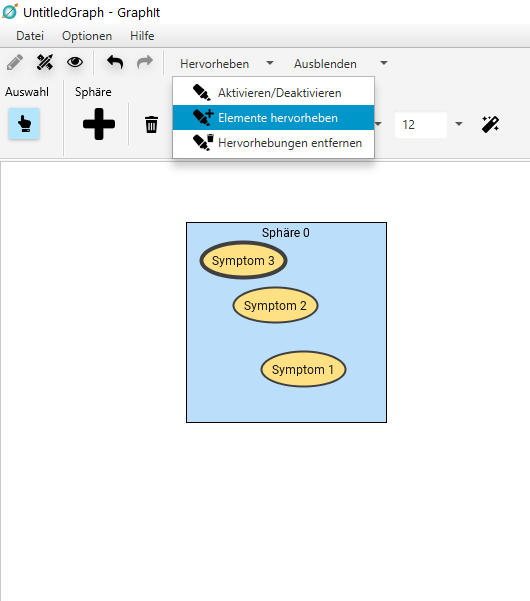 UntitledGraph - GraphIt
Datei Optionen Hilfe
Hervorheben Ausblenden
Auswahl Sphäre
Aktivieren/Deaktivieren
Elemente hervorheben
12
Hervorhebungen entfernen
Sphäre 0
Symptom 3
Symptom 2
Symptom 1